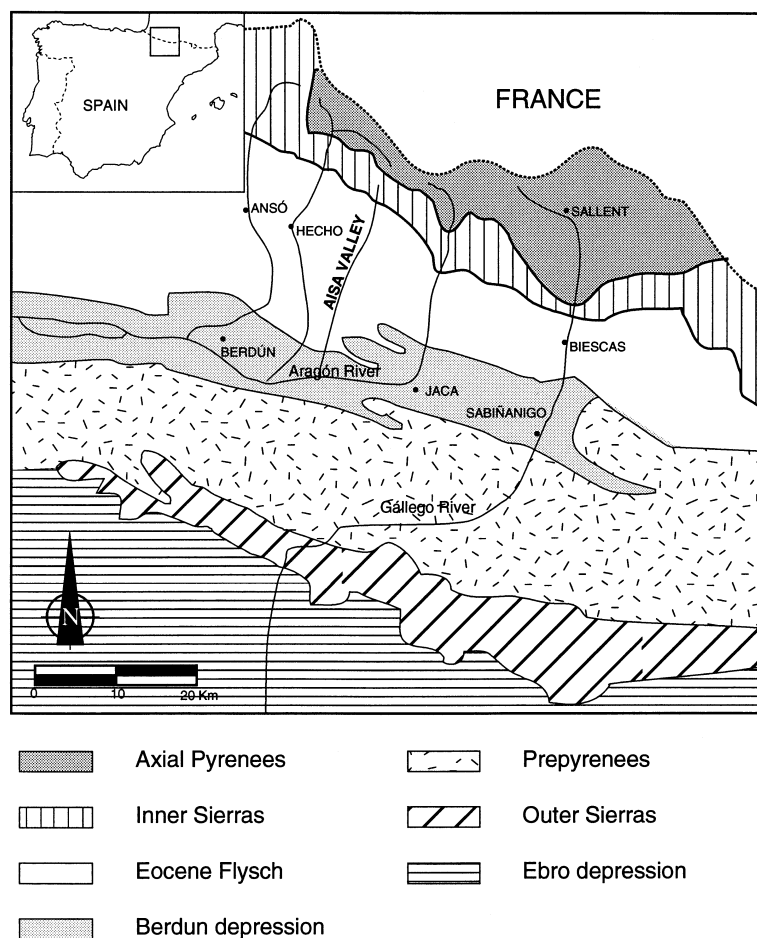 SPAIN
FRANCE
ANSÓ
SALLENT
HECHO
AISA VALLEY
BERDÚN
BIESCAS
Aragón River
JACA
SABIÑANIGO
Gállego River
N
0 10 20 Km
Axial Pyrenees
Prepyrenees
Inner Sierras
Outer Sierras
Eocene Flysch
Ebro depression
Berdun depression